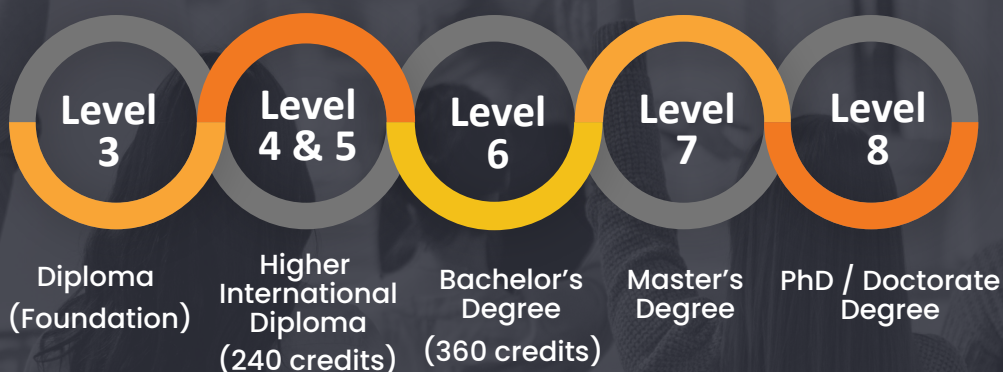 Level
3
Level
4 & 5
Level
6
Level
7
Level
8
Diploma
(Foundation)
Higher
International
Diploma
(240 credits)
Bachelor’s
Degree
(360 credits)
Master’s
Degree
PhD / Doctorate
Degree